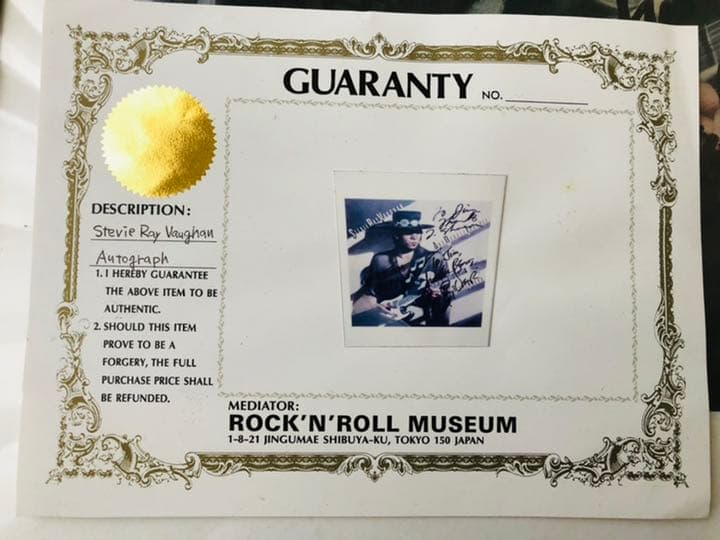 GUARANTY NO.
DESCRIPTION:
Stevie Ray Vaughan
Autograph
1. I HEREBY GUARANTEE
THE ABOVE ITEM TO BE
AUTHENTIC.
2. SHOULD THIS ITEM
PROVE TO BE A
FORGERY, THE FULL
PURCHASE PRICE SHALL
BE REFUNDED.
MEDIATOR:
ROCK'N'ROLL MUSEUM
1-8-21 JINGUMAE SHIBUYA-KU, TOKYO 150 JAPAN